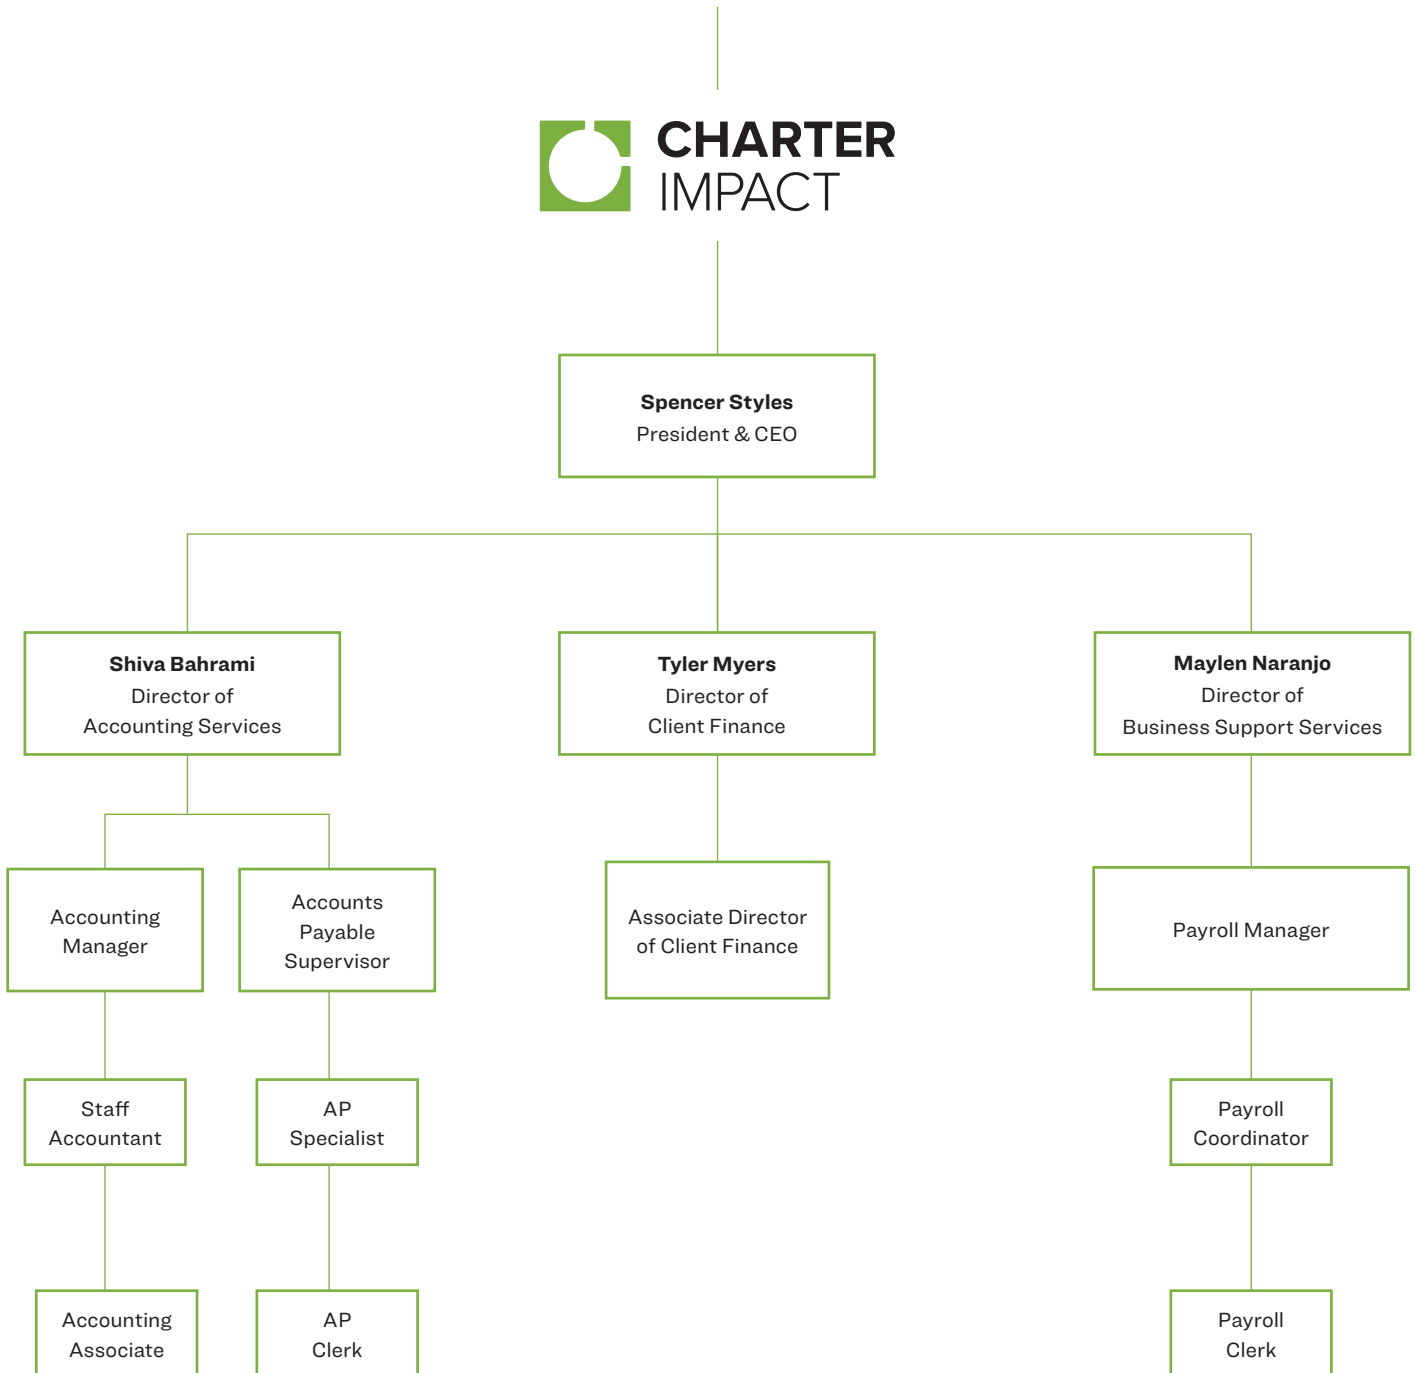 CHARTER
IMPACT
Spencer Styles
President & CEO
Shiva Bahrami
Director of
Accounting Services
Tyler Myers
Director of
Client Finance
Maylen Naranjo
Director of
Business Support Services
Accounting
Manager
Accounts
Payable
Supervisor
Associate Director
of Client Finance
Payroll Manager
Staff
Accountant
AP
Specialist
Payroll
Coordinator
Accounting
Associate
AP
Clerk
Payroll
Clerk